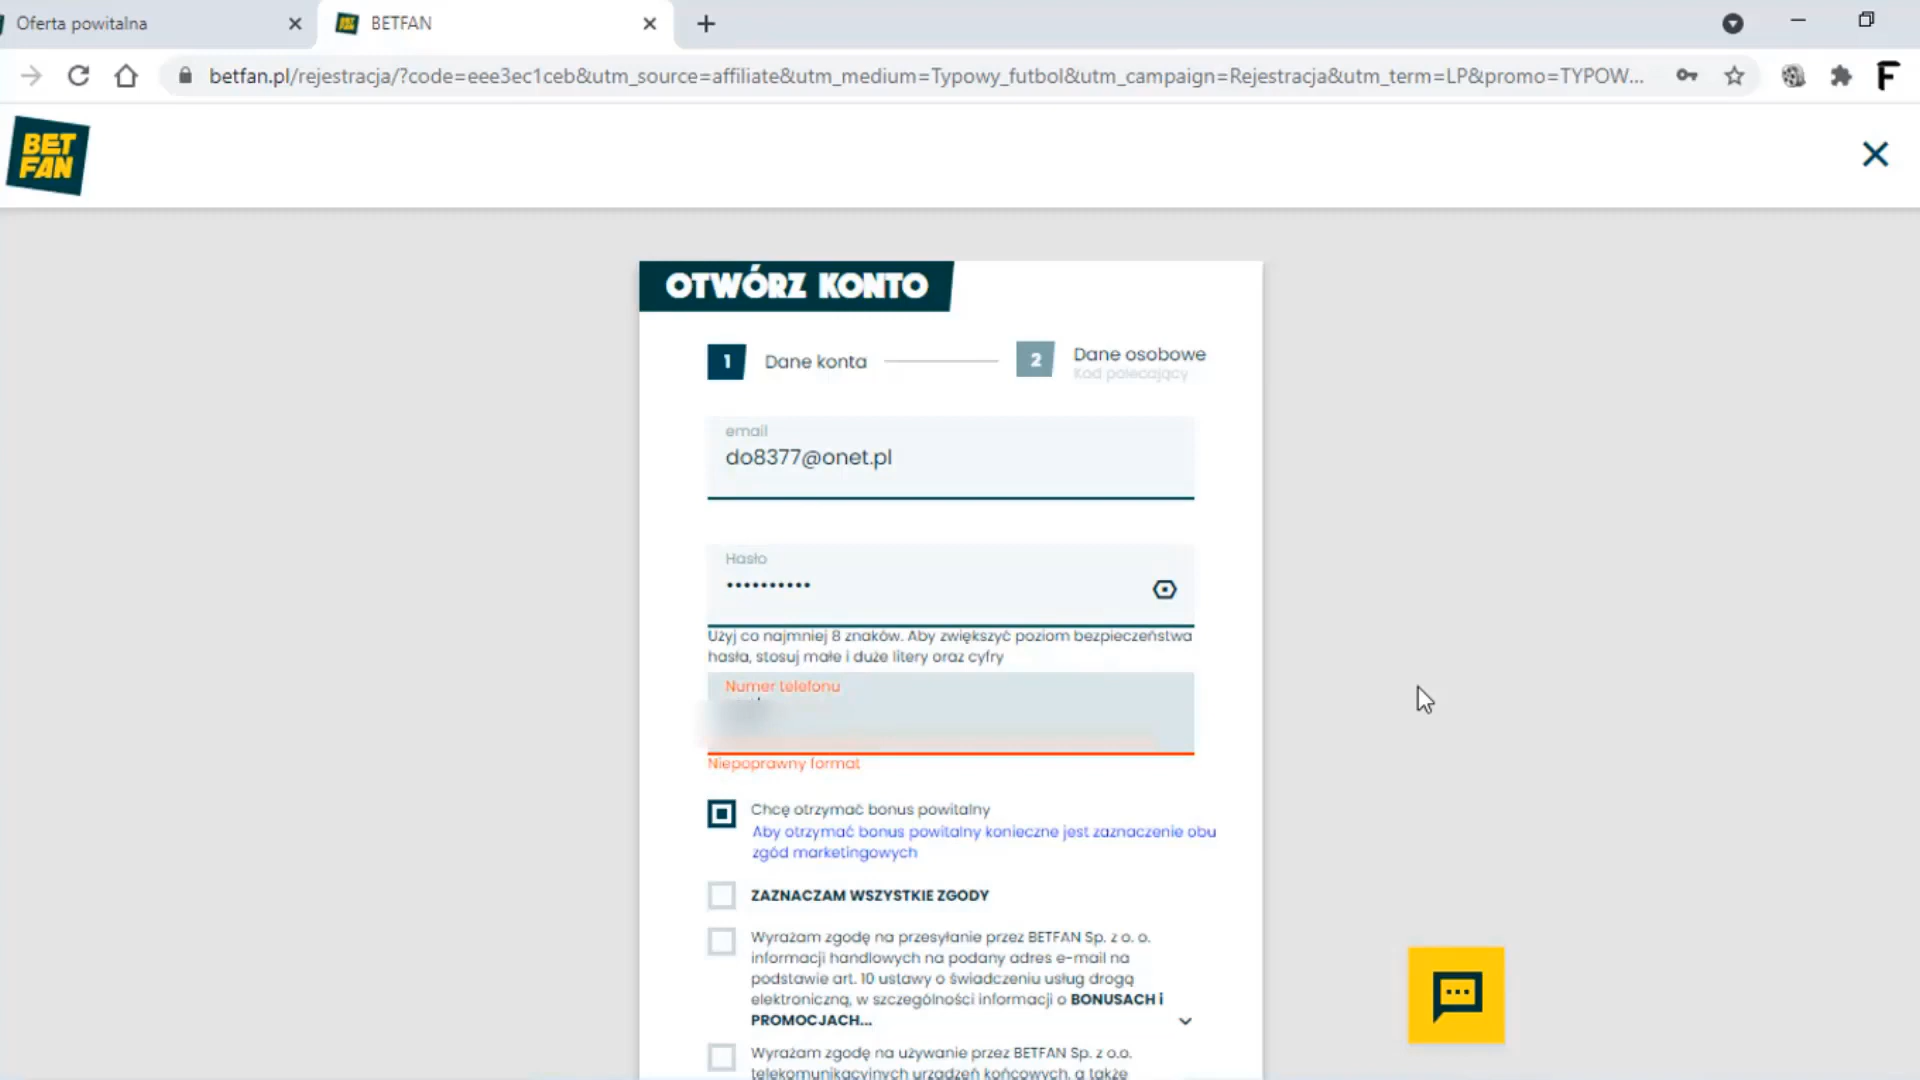 Oferta powitalna
BETFAN
betfan.pl/rejestracja/?code=eee3ec1ceb&utm_source=affiliate&utm_medium=Typowy_futbol&utm_campaign=Rejestracja&utm_term=LP&promo=TYPOW...
BET
FAN
OTWÓRZ KONTO
1 Dane konta
2 Dane osobowe
Kod polecający
email
do8377@onet.pl
Hasło
••••••••••
Użyj co najmniej 8 znaków. Aby zwiększyć poziom bezpieczeństwa
hasła, stosuj małe i duże litery oraz cyfry
Numer telefonu
Niepoprawny format
Chcę otrzymać bonus powitalny
Aby otrzymać bonus powitalny konieczne jest zaznaczenie obu
zgód marketingowych
ZAZNACZAM WSZYSTKIE ZGODY
Wyrażam zgodę na przesyłanie przez BETFAN Sp. z o. o.
informacji handlowych na podany adres e-mail na
podstawie art. 10 ustawy o świadczeniu usług drogą
elektroniczną, w szczególności informacji o BONUSACH i
PROMOCJACH...
Wyrażam zgodę na używanie przez BETFAN Sp. z o.o.
telekomunikacyjnych urządzeń końcowych, a także